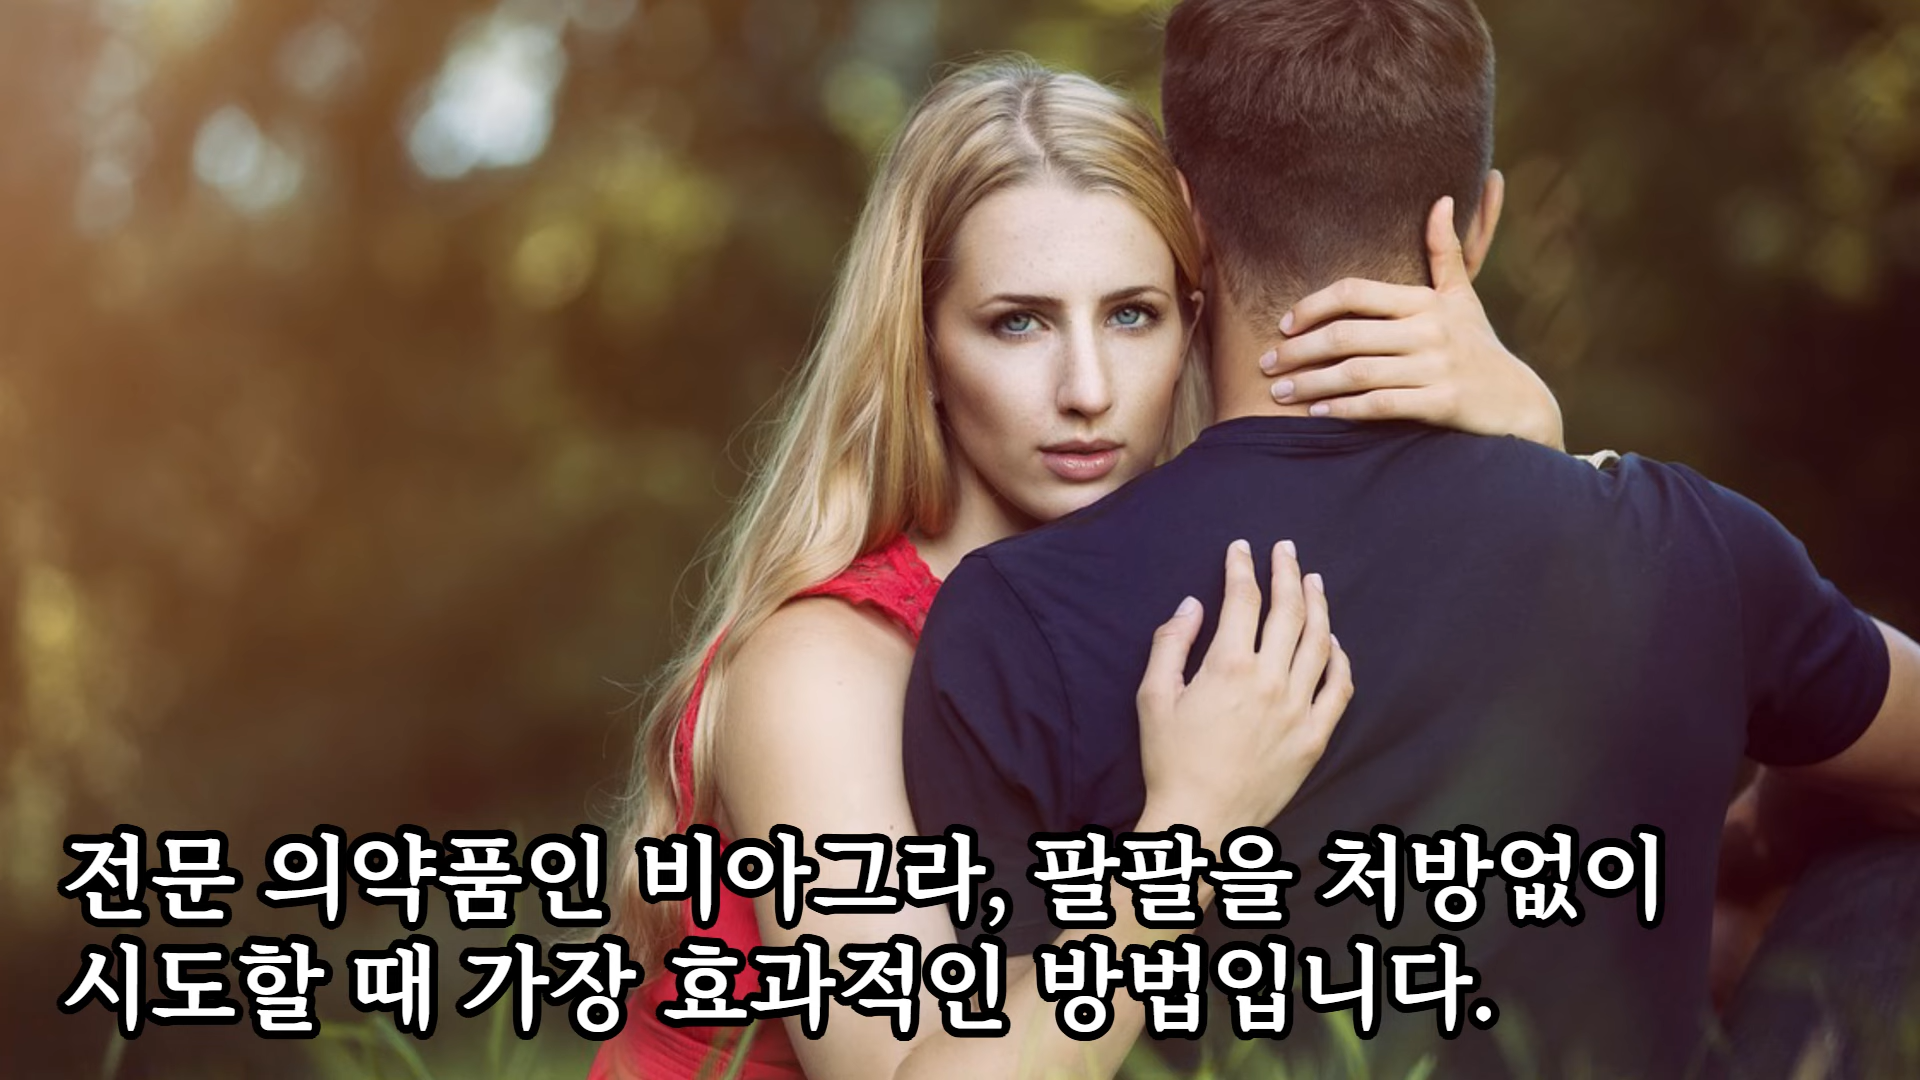 전문 의약품인 비아그라, 팔팔을 처방없이
시도할 때 가장 효과적인 방법입니다.